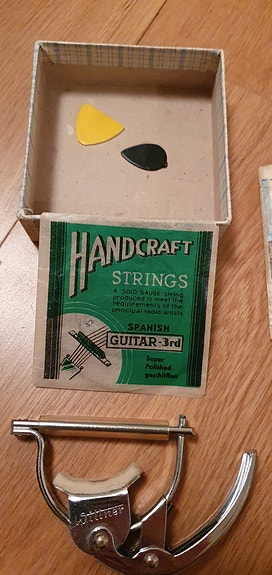 HANDCRAFT
STRINGS
A SOLO GAUGE string
produced to meet the
requirements of the
principal radio artists
SPANISH
GUITAR-3rd
Super
Polished
geschliffen